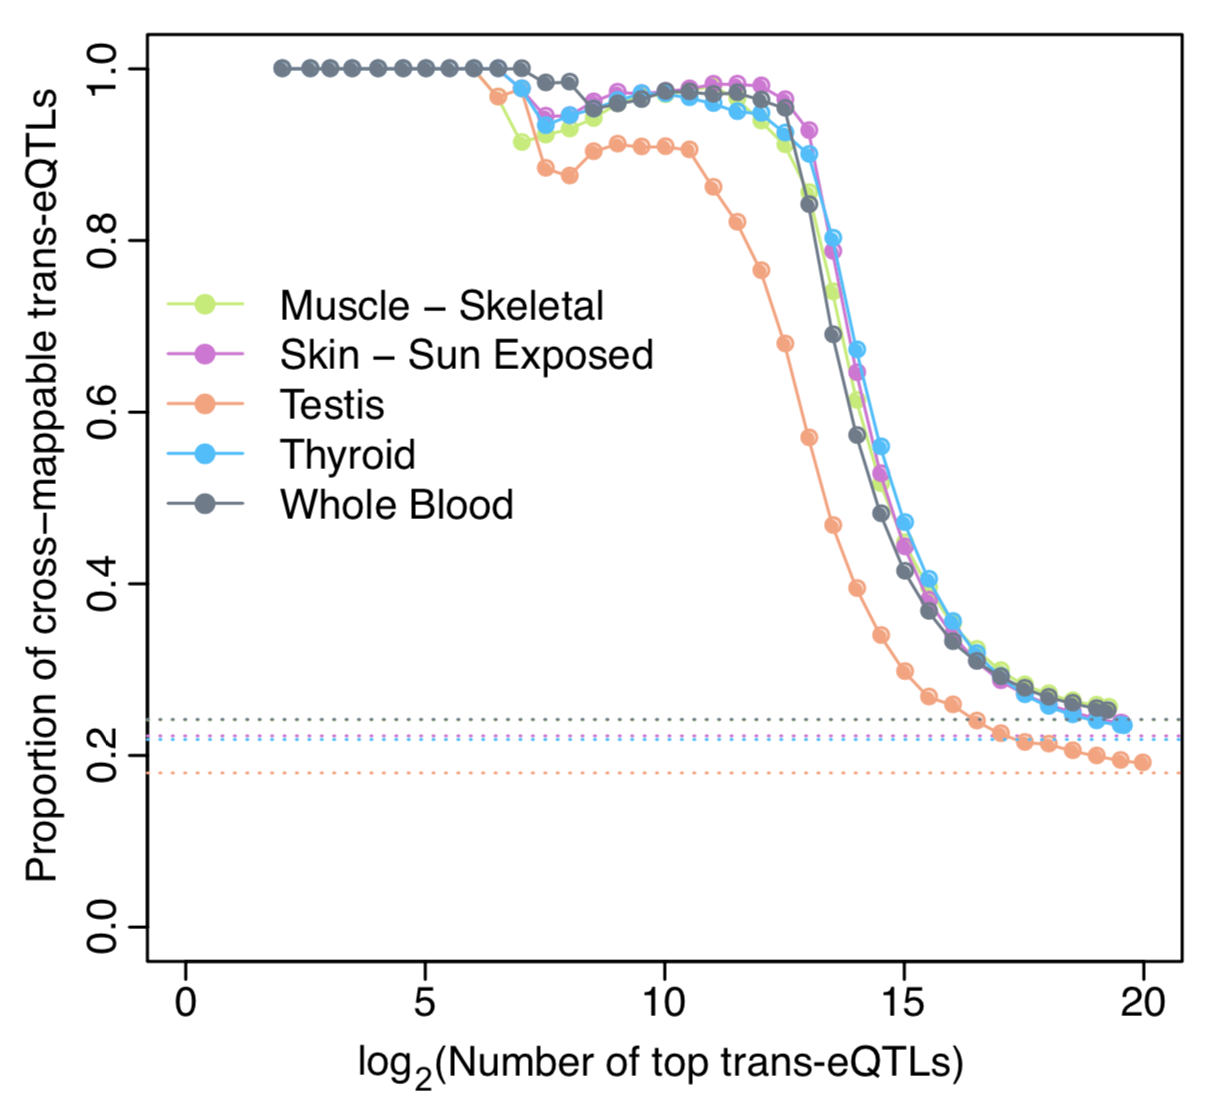 Proportion of cross−mappable trans-eQTLs
1.0
0.8
0.6
0.4
0.2
0.0
Muscle − Skeletal
Skin − Sun Exposed
Testis
Thyroid
Whole Blood
0 5 10 15 20
log2(Number of top trans-eQTLs)